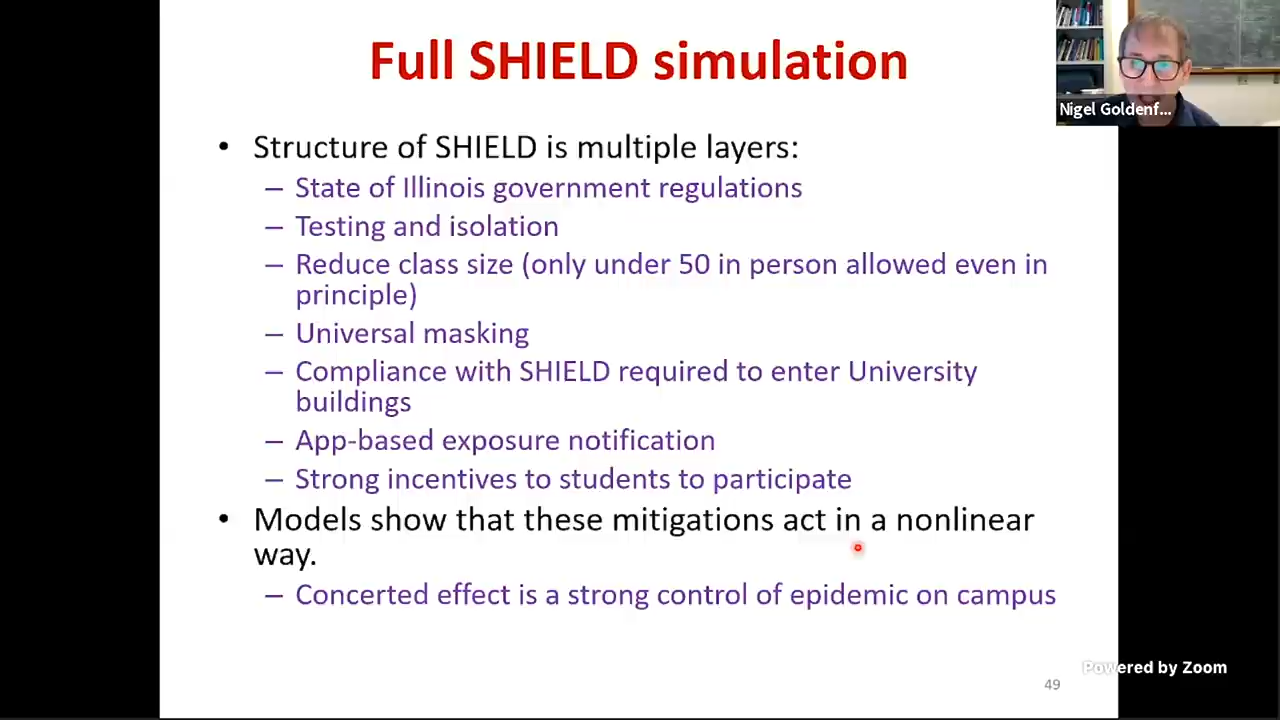 Full SHIELD simulation
Nigel Goldenf...
• Structure of SHIELD is multiple layers:
– State of Illinois government regulations
– Testing and isolation
– Reduce class size (only under 50 in person allowed even in
principle)
– Universal masking
– Compliance with SHIELD required to enter University
buildings
– App-based exposure notification
– Strong incentives to students to participate
• Models show that these mitigations act in a nonlinear
way.
– Concerted effect is a strong control of epidemic on campus
Powered by Zoom
49